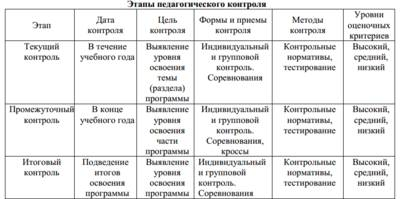 Этапы педагогического контроля
Этап
Дата
контроля
Цель
контроля
Формы и приемы
контроля
Методы
контроля
Уровни
оценочных
критериев
Текущий
контроль
В течение
учебного года
Выявление
уровня
освоения
темы
(раздела)
программы
Индивидуальный
и групповой
контроль.
Соревнования
Контрольные
нормативы,
тестирование
Высокий,
средний,
низкий
Промежуточный
контроль
В конце
учебного года
Выявление
уровня
освоения
части
программы
Индивидуальный
и групповой
контроль.
Соревнования,
кроссы
Контрольные
нормативы,
тестирование
Высокий,
средний,
низкий
Итоговый
контроль
Подведение
итогов
освоения
программы
Выявление
уровня
освоения
программы
Индивидуальный
и групповой
контроль.
Соревнования
Контрольные
нормативы,
тестирование
Высокий,
средний,
низкий